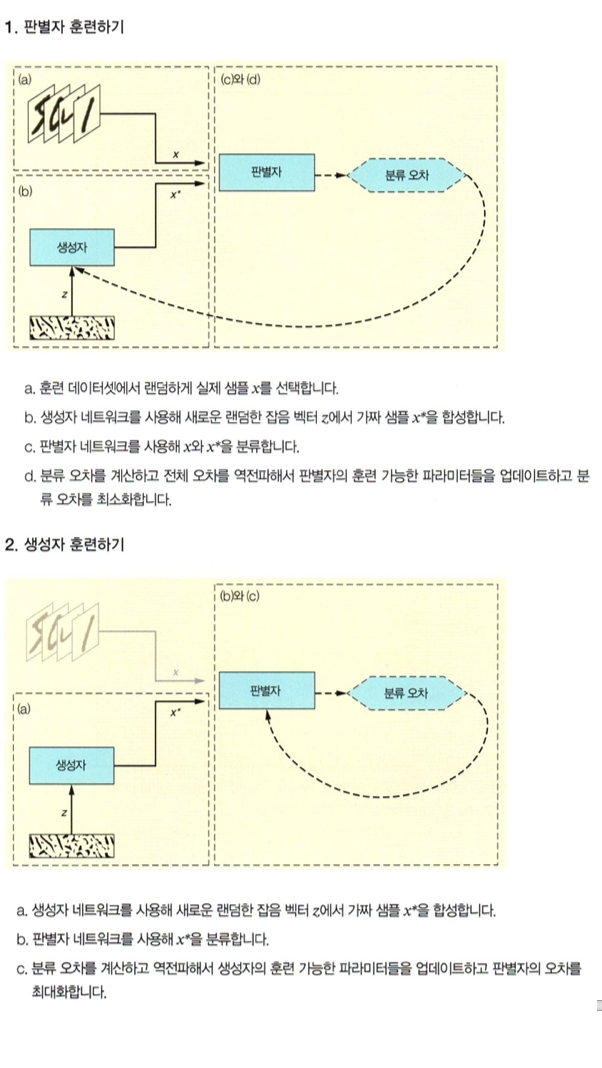 1. 판별자 훈련하기
(a)
(c)와 (d)
x
판별자
분류 오차
(b)
x*
생성자
z
a. 훈련 데이터셋에서 랜덤하게 실제 샘플 x를 선택합니다.
b. 생성자 네트워크를 사용해 새로운 랜덤한 잡음 벡터 z에서 가짜 샘플 x*을 합성합니다.
c. 판별자 네트워크를 사용해 x와 x*을 분류합니다.
d. 분류 오차를 계산하고 전체 오차를 역전파해서 판별자의 훈련 가능한 파라미터들을 업데이트하고 분
류 오차를 최소화합니다.
2. 생성자 훈련하기
(b)와 (c)
x
판별자
분류 오차
(a)
x*
생성자
z
a. 생성자 네트워크를 사용해 새로운 랜덤한 잡음 벡터 z에서 가짜 샘플 x*을 합성합니다.
b. 판별자 네트워크를 사용해 x*을 분류합니다.
c. 분류 오차를 계산하고 역전파해서 생성자의 훈련 가능한 파라미터들을 업데이트하고 판별자의 오차를
최대화합니다.